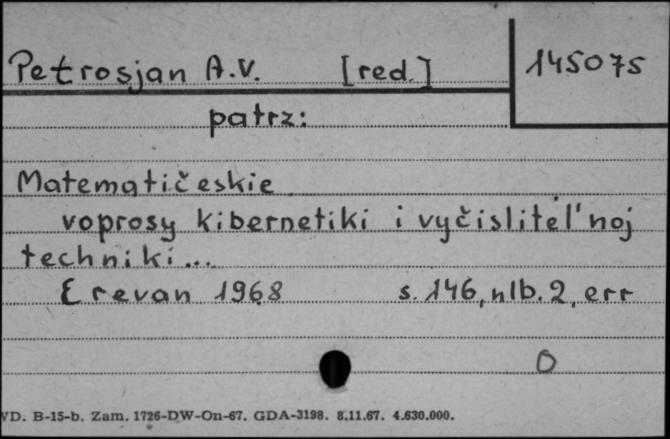 Petrosjan A.V. [red.] 145075
patrz:
Matematičeskie
voprosy kibernetiki i vyčislitel'noj
techniki...
Erevan 1968 s. 146, nlb. 2, err
0
VD. B-15-b. Zam. 1726-DW-On-67. GDA-3198. 8.11.67. 4.630.000.